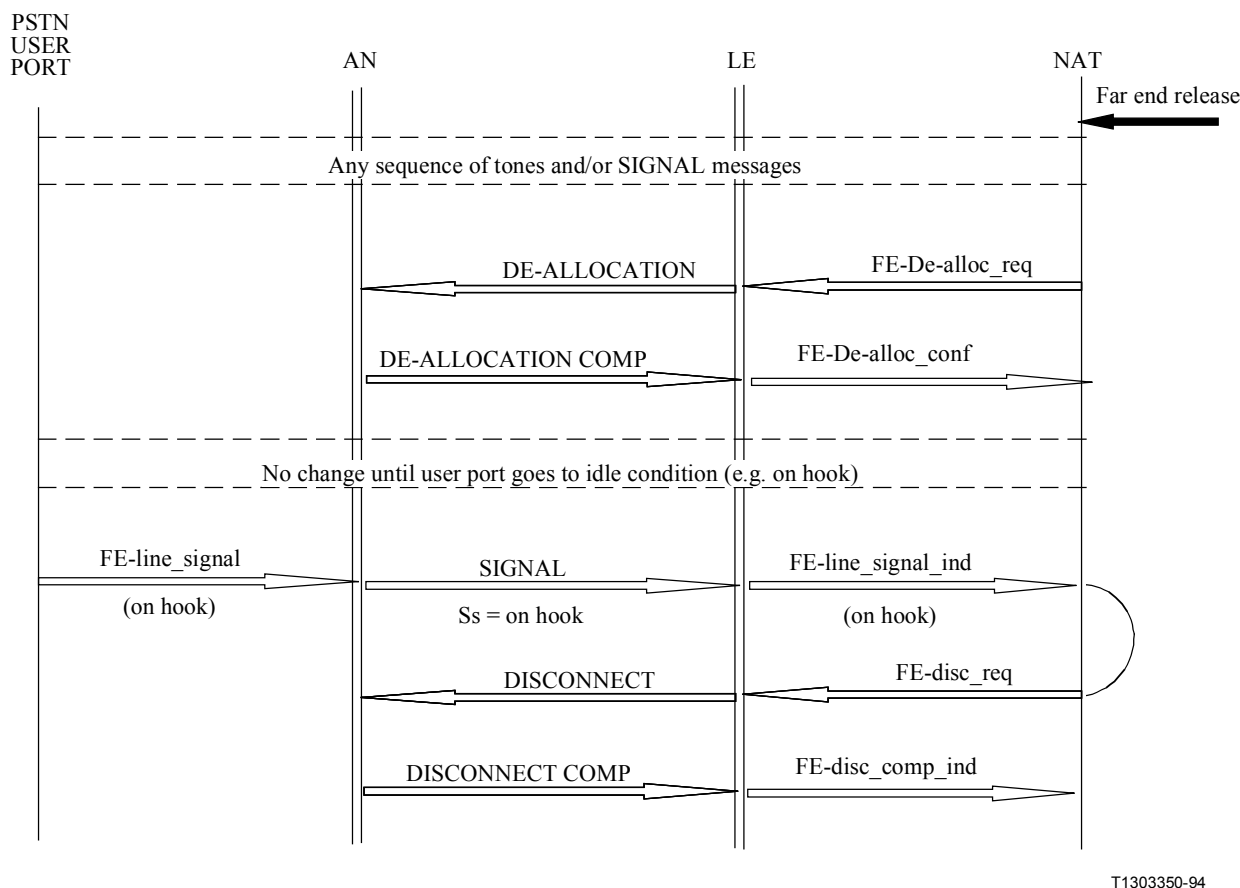 PSTN
USER
PORT
AN
LE
NAT
Far end release
Any sequence of tones and/or SIGNAL messages
DE-ALLOCATION
FE-De-alloc_req
DE-ALLOCATION COMP
FE-De-alloc_conf
No change until user port goes to idle condition (e.g. on hook)
FE-line_signal
SIGNAL
FE-line_signal_ind
(on hook)
Ss = on hook
(on hook)
DISCONNECT
FE-disc_req
DISCONNECT COMP
FE-disc_comp_ind
T1303350-94